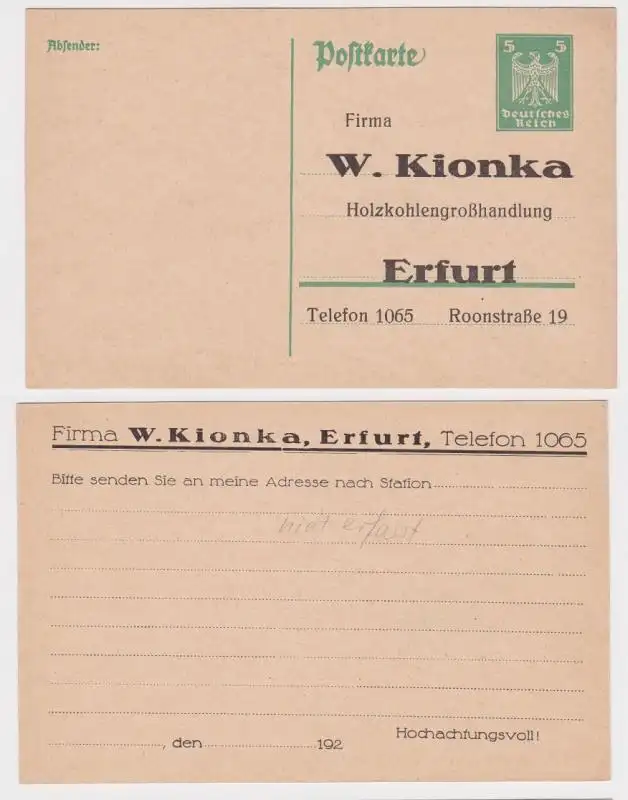 Absender:
Postkarte
5 5
Deutsches
Reich
Firma
W. Kionka
Holzkohlengroßhandlung
Erfurt
Telefon 1065 Roonstraße 19
Firma W. Kionka, Erfurt, Telefon 1065
Bitte senden Sie an meine Adresse nach Station
erfasst
, den 192
Hochachtungsvoll!